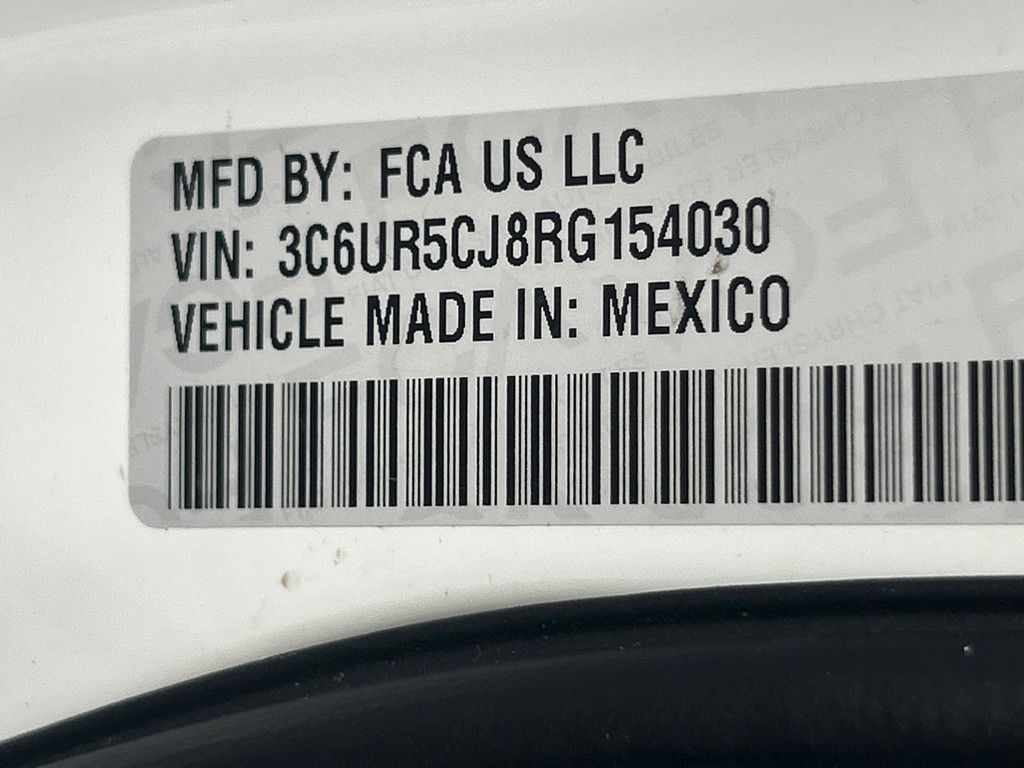 MFD BY: FCA US LLC
VIN: 3C6UR5CJ8RG154030
VEHICLE MADE IN: MEXICO